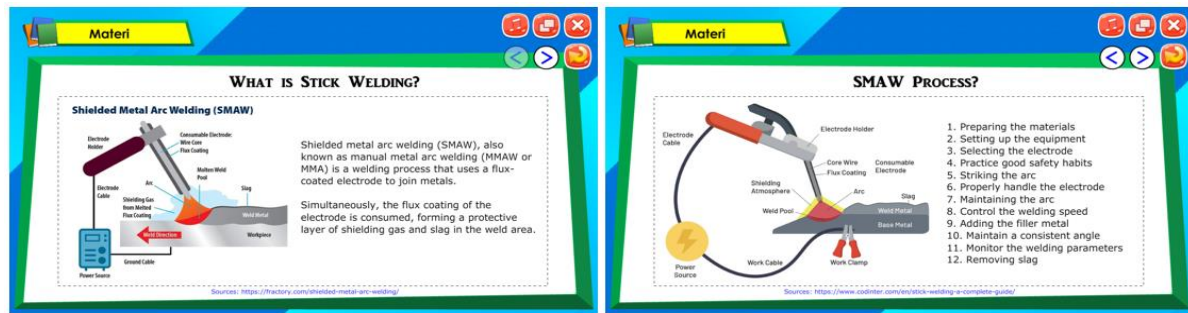 Materi
WHAT IS STICK WELDING?
Shielded Metal Arc Welding (SMAW)
Electrode
Holder
Consumable Electrode:
Wire Core
Flux Coating
Molten Weld
Pool
Arc
Slag
Electrode
Cable
Shielding Gas
from Melted
Flux Coating
Weld Metal
Weld Direction
Workpiece
Ground Cable
Power Source
Shielded metal arc welding (SMAW), also
known as manual metal arc welding (MMAW or
MMA) is a welding process that uses a flux-
coated electrode to join metals.
Simultaneously, the flux coating of the
electrode is consumed, forming a protective
layer of shielding gas and slag in the weld area.
Sources: https://fractory.com/shielded-metal-arc-welding/
Materi
SMAW PROCESS?
Electrode
Cable
Electrode Holder
Core Wire
Flux Coating
Consumable
Electrode
Shielding
Atmosphere
Arc
Slag
Weld Pool
Weld Metal
Base Metal
Power
Source
Work Cable
Work Clamp
1. Preparing the materials
2. Setting up the equipment
3. Selecting the electrode
4. Practice good safety habits
5. Striking the arc
6. Properly handle the electrode
7. Maintaining the arc
8. Control the welding speed
9. Adding the filler metal
10. Maintain a consistent angle
11. Monitor the welding parameters
12. Removing slag
Sources: https://www.codinter.com/en/stick-welding-a-complete-guide/